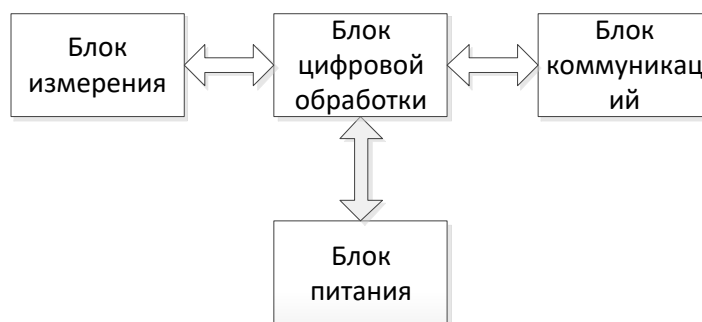 Блок
измерения
Блок
цифровой
обработки
Блок
коммуникац
ий
Блок
питания